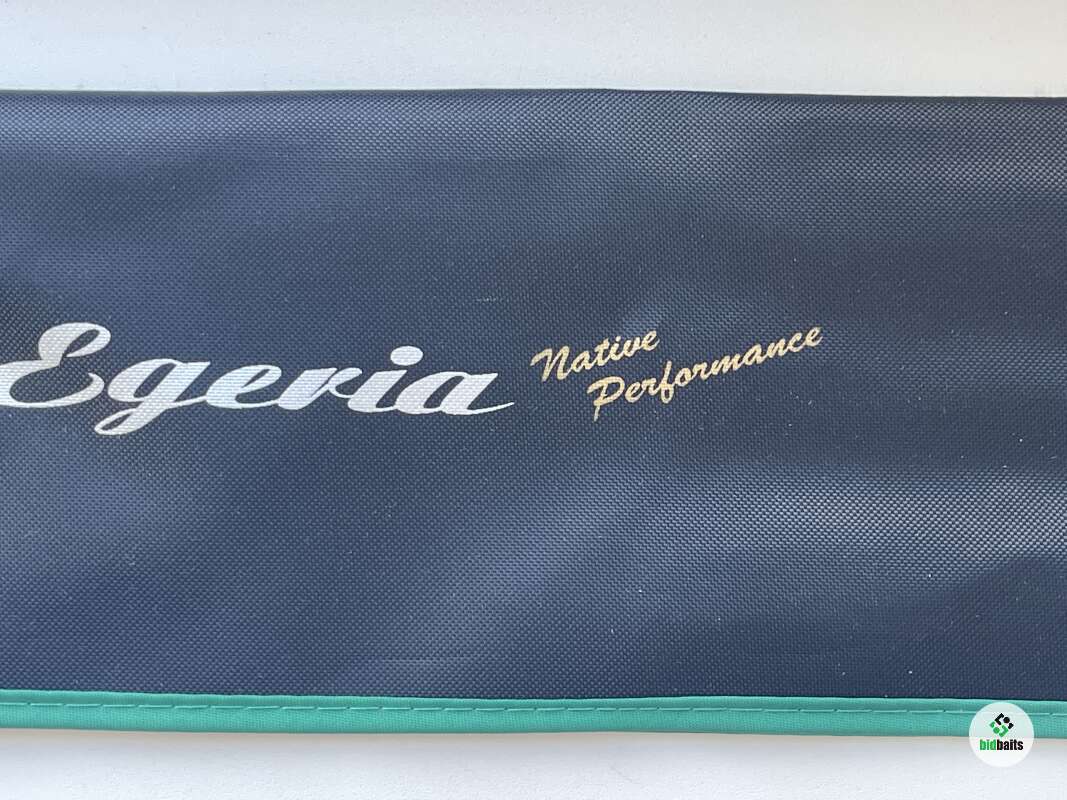 Egeria
Native
Performance
bidbaits